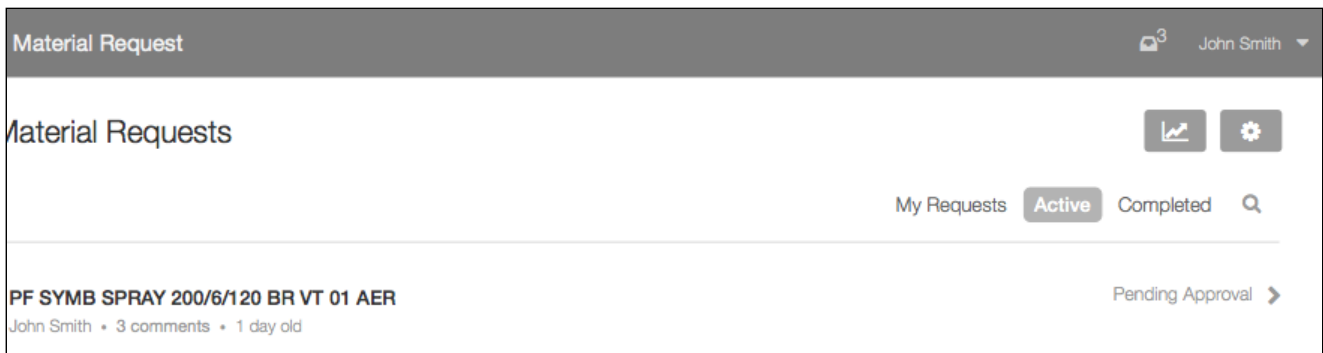 Material Request
3
John Smith
Material Requests
My Requests Active Completed
PF SYMB SPRAY 200/6/120 BR VT 01 AER
Pending Approval
John Smith • 3 comments • 1 day old